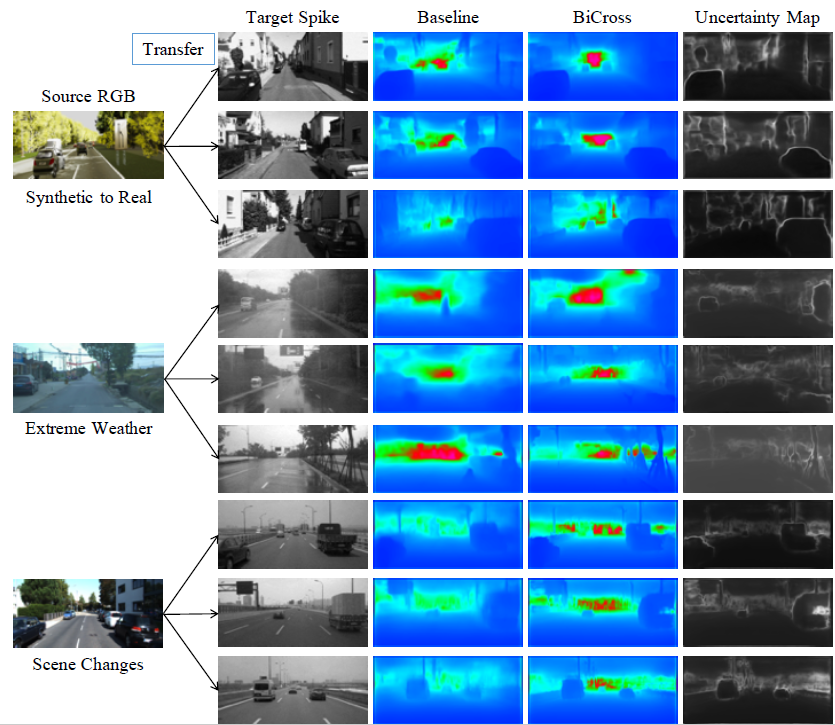 Target Spike
Baseline
BiCross
Uncertainty Map
Transfer
Source RGB
Synthetic to Real
Extreme Weather
Scene Changes